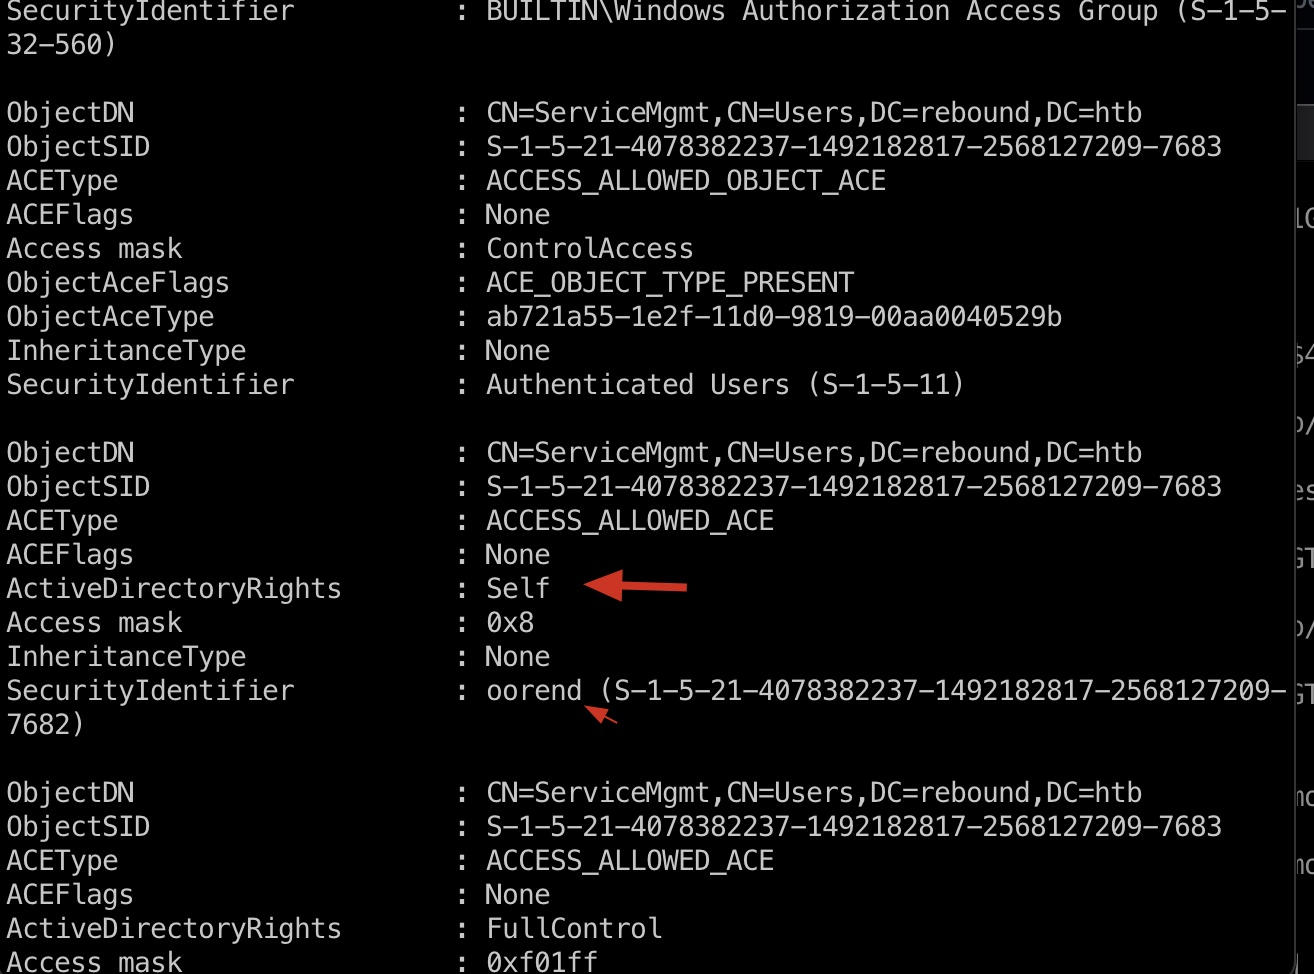 SecurityIdentifier : BUILTIN\Windows Authorization Access Group (S-1-5-
32-560)
ObjectDN : CN=ServiceMgmt,CN=Users,DC=rebound,DC=htb
ObjectSID : S-1-5-21-4078382237-1492182817-2568127209-7683
ACEType : ACCESS_ALLOWED_OBJECT_ACE
ACEFlags : None
Access mask : ControlAccess
ObjectAceFlags : ACE_OBJECT_TYPE_PRESENT
ObjectAceType : ab721a55-1e2f-11d0-9819-00aa0040529b
InheritanceType : None
SecurityIdentifier : Authenticated Users (S-1-5-11)
ObjectDN : CN=ServiceMgmt,CN=Users,DC=rebound,DC=htb
ObjectSID : S-1-5-21-4078382237-1492182817-2568127209-7683
ACEType : ACCESS_ALLOWED_ACE
ACEFlags : None
ActiveDirectoryRights : Self
Access mask : 0x8
InheritanceType : None
SecurityIdentifier : oorend (S-1-5-21-4078382237-1492182817-2568127209-
7682)
ObjectDN : CN=ServiceMgmt,CN=Users,DC=rebound,DC=htb
ObjectSID : S-1-5-21-4078382237-1492182817-2568127209-7683
ACEType : ACCESS_ALLOWED_ACE
ACEFlags : None
ActiveDirectoryRights : FullControl
Access mask : 0xf01ff